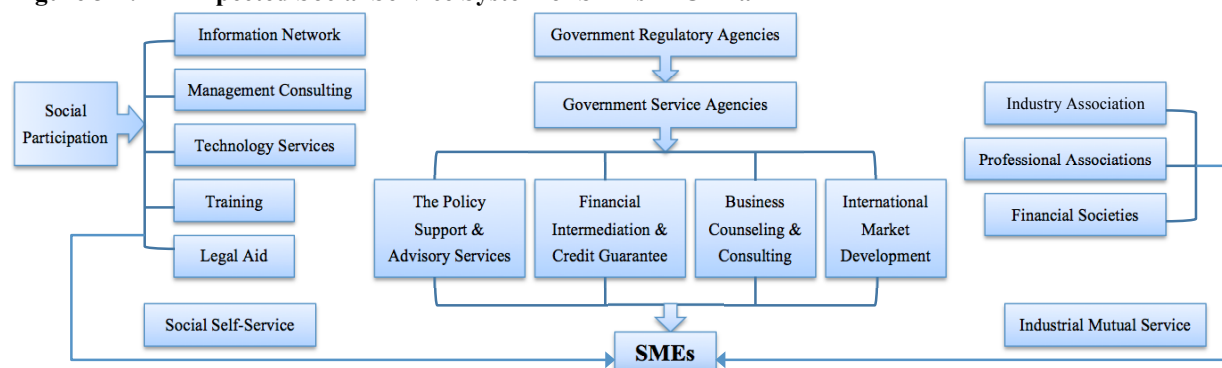 Information Network
Management Consulting
Social
Participation
Technology Services
Training
Legal Aid
Social Self-Service
Government Regulatory Agencies
Government Service Agencies
The Policy
Support &
Advisory Services
Financial
Intermediation &
Credit Guarantee
Business
Counseling &
Consulting
International
Market
Development
Industry Association
Professional Associations
Financial Societies
Industrial Mutual Service
SMEs